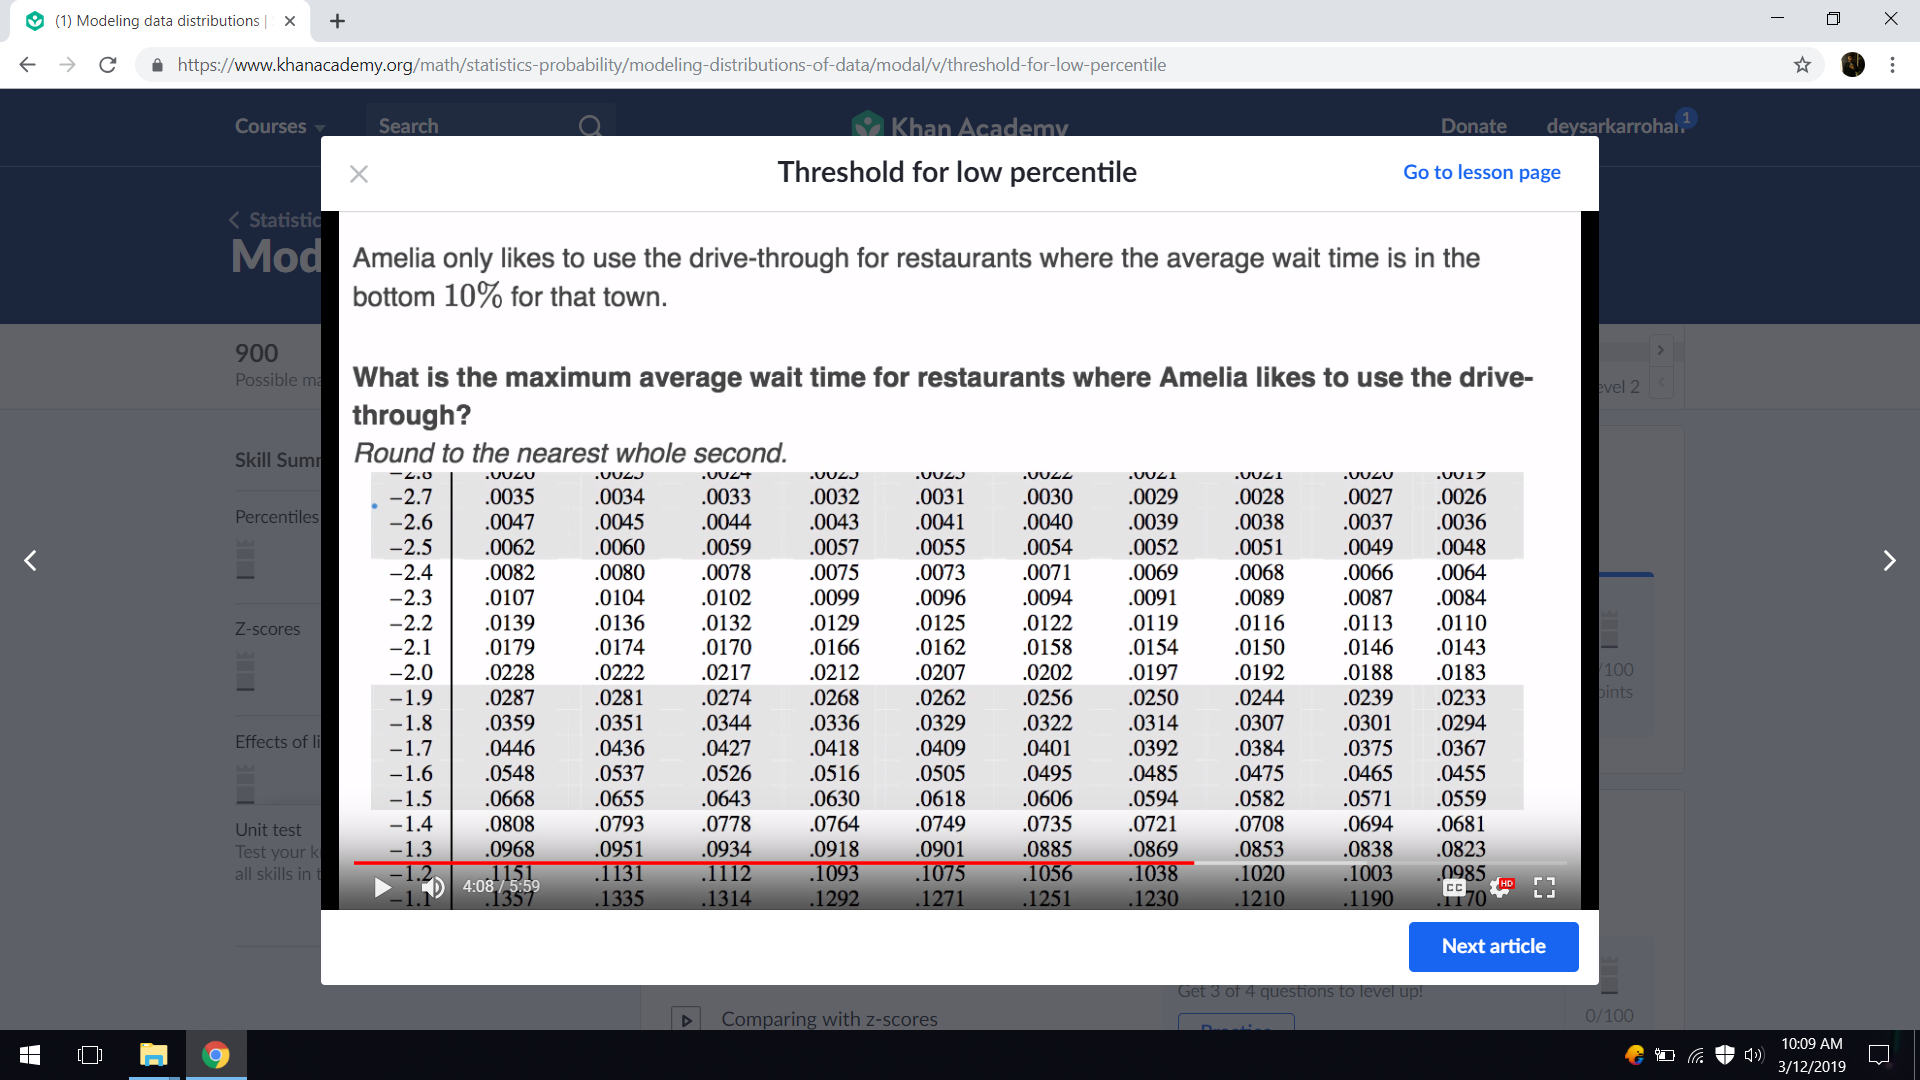 (1) Modeling data distributions |
https://www.khanacademy.org/math/statistics-probability/modeling-distributions-of-data/modal/v/threshold-for-low-percentile
Courses
Search
Khan Academy
Donate
deysarkarrohan
1
Statistic
Mod
Threshold for low percentile
Go to lesson page
Amelia only likes to use the drive-through for restaurants where the average wait time is in the
bottom 10% for that town.
What is the maximum average wait time for restaurants where Amelia likes to use the drive-
through?
Round to the nearest whole second.
−2.8 .0026 .0025 .0024 .0023 .0023 .0022 .0021 .0021 .0020 .0019
−2.7 .0035 .0034 .0033 .0032 .0031 .0030 .0029 .0028 .0027 .0026
−2.6 .0047 .0045 .0044 .0043 .0041 .0040 .0039 .0038 .0037 .0036
−2.5 .0062 .0060 .0059 .0057 .0055 .0054 .0052 .0051 .0049 .0048
−2.4 .0082 .0080 .0078 .0075 .0073 .0071 .0069 .0068 .0066 .0064
−2.3 .0107 .0104 .0102 .0099 .0096 .0094 .0091 .0089 .0087 .0084
−2.2 .0139 .0136 .0132 .0129 .0125 .0122 .0119 .0116 .0113 .0110
−2.1 .0179 .0174 .0170 .0166 .0162 .0158 .0154 .0150 .0146 .0143
−2.0 .0228 .0222 .0217 .0212 .0207 .0202 .0197 .0192 .0188 .0183
−1.9 .0287 .0281 .0274 .0268 .0262 .0256 .0250 .0244 .0239 .0233
−1.8 .0359 .0351 .0344 .0336 .0329 .0322 .0314 .0307 .0301 .0294
−1.7 .0446 .0436 .0427 .0418 .0409 .0401 .0392 .0384 .0375 .0367
−1.6 .0548 .0537 .0526 .0516 .0505 .0495 .0485 .0475 .0465 .0455
−1.5 .0668 .0655 .0643 .0630 .0618 .0606 .0594 .0582 .0571 .0559
−1.4 .0808 .0793 .0778 .0764 .0749 .0735 .0721 .0708 .0694 .0681
−1.3 .0968 .0951 .0934 .0918 .0901 .0885 .0869 .0853 .0838 .0823
−1.2 .1151 .1131 .1112 .1093 .1075 .1056 .1038 .1020 .1003 .0985
−1.1 .1357 .1335 .1314 .1292 .1271 .1251 .1230 .1210 .1190 .1170
4:08 / 5:59
CC
HD
Next article
900
Possible ma
evel 2
Skill Summ
Percentiles
Z-scores
Effects of li
Unit test
Test your k
all skills in t
/100
oints
Get 3 of 4 questions to level up!
Comparing with z-scores
Practice
0/100
10:09 AM
3/12/2019